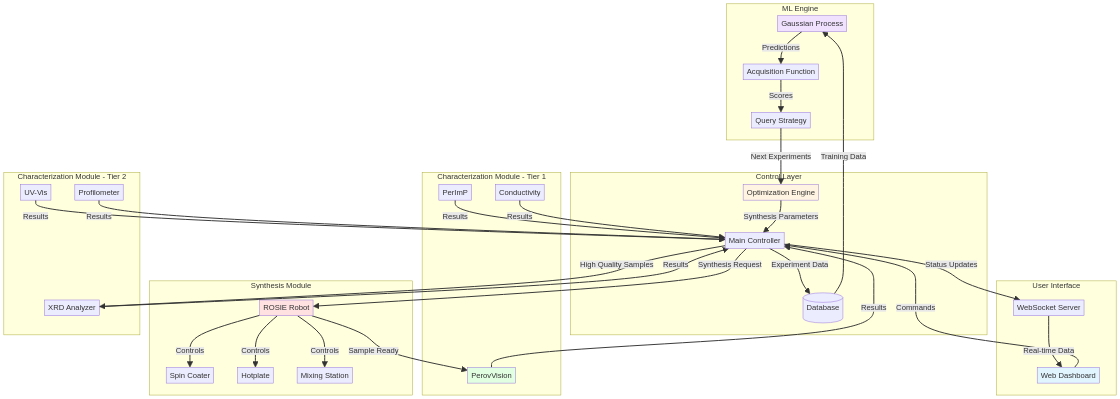 ML Engine
Gaussian Process
Predictions
Acquisition Function
Scores
Query Strategy
Next Experiments
Training Data
Characterization Module - Tier 2
UV-Vis
Profilometer
Results
Results
XRD Analyzer
Characterization Module - Tier 1
PerImP
Conductivity
Results
Results
Control Layer
Optimization Engine
Synthesis Parameters
Main Controller
High Quality Samples
Results
Synthesis Request
Experiment Data
Status Updates
Database
Results
Commands
Synthesis Module
ROSIE Robot
Controls
Controls
Controls
Sample Ready
Spin Coater
Hotplate
Mixing Station
PerovVision
User Interface
WebSocket Server
Real-time Data
Web Dashboard